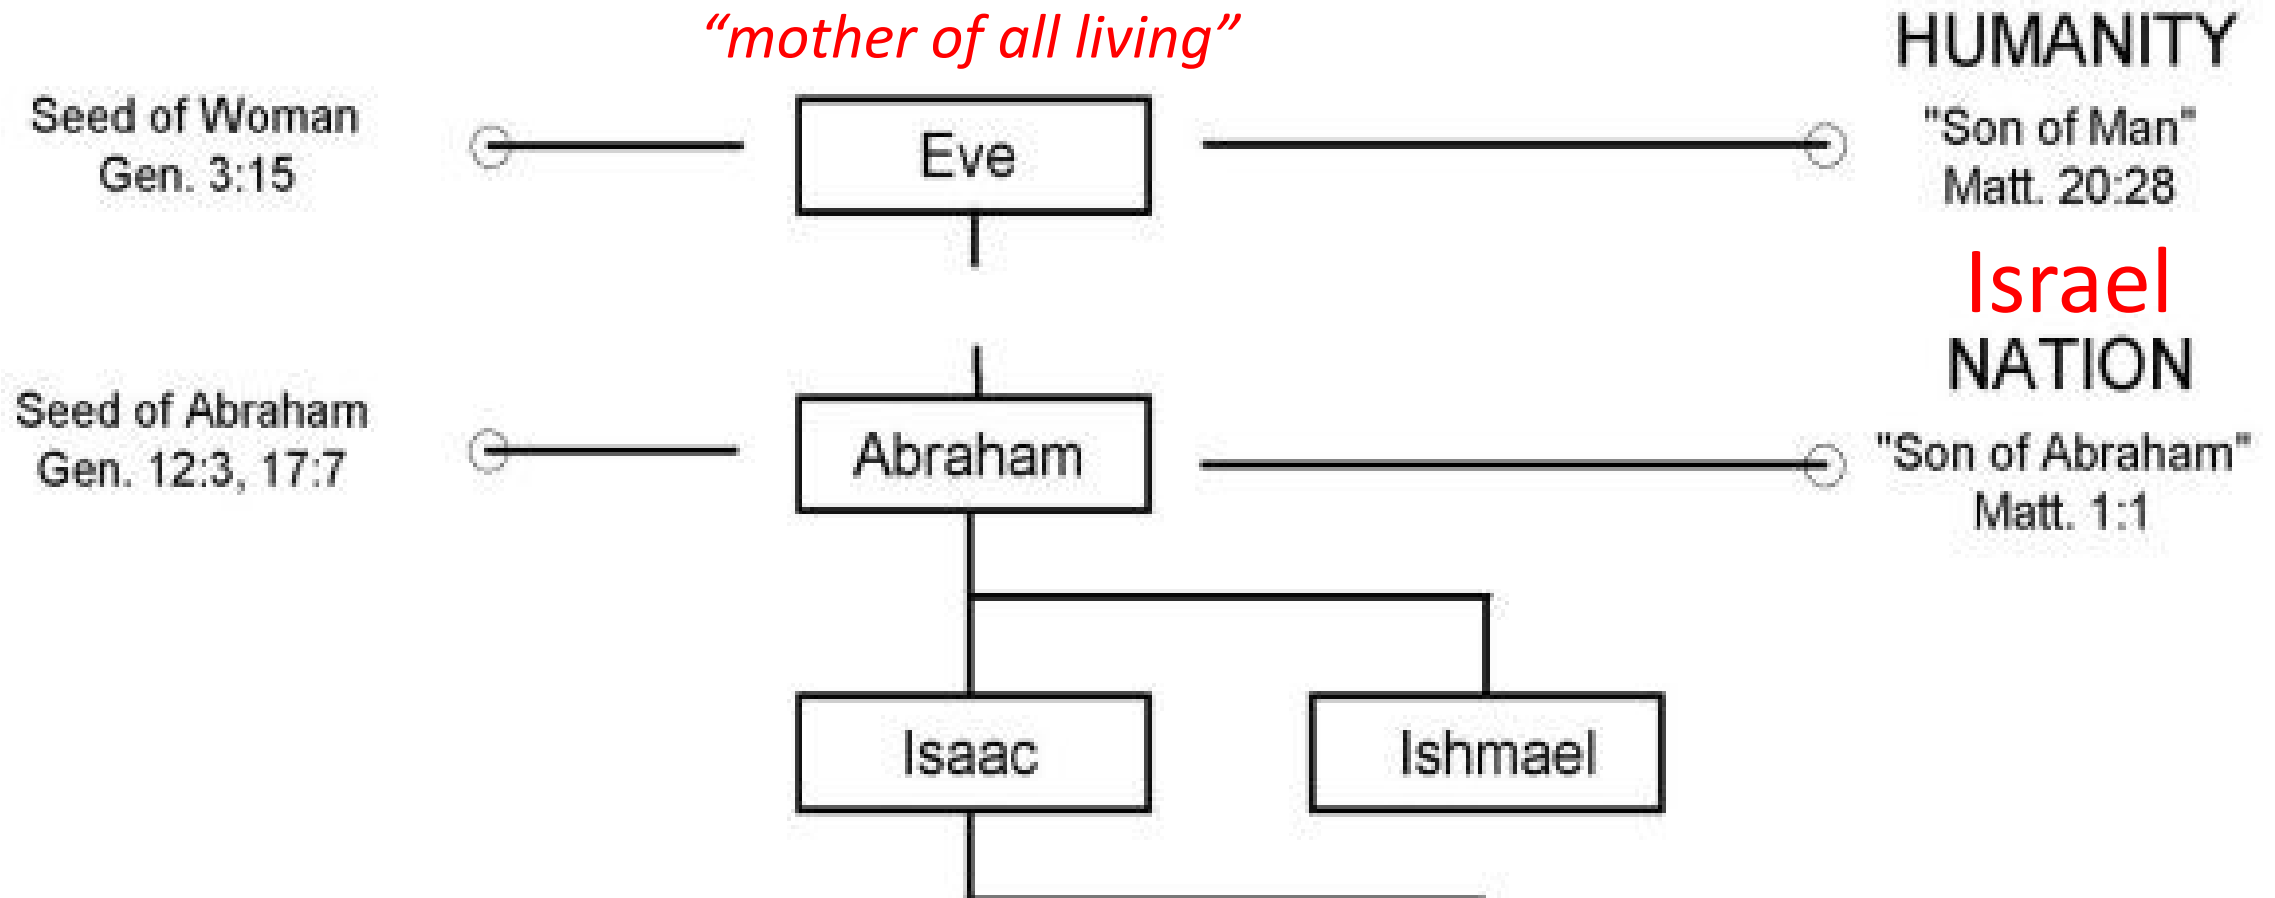 “mother of all living”
HUMANITY
Seed of Woman
Gen. 3:15
Eve
"Son of Man"
Matt. 20:28
Israel
NATION
Seed of Abraham
Gen. 12:3, 17:7
Abraham
"Son of Abraham"
Matt. 1:1
Isaac
Ishmael